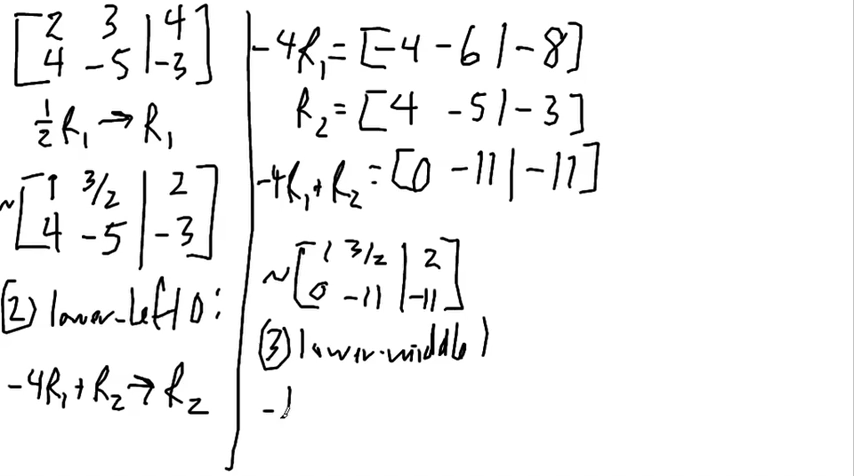 [2 3 | 4]
[4 -5 | -3]
1/2 R₁ → R₁
~ [1 3/2 | 2]
[4 -5 | -3]
(2) lower-left 0:
-4R₁ + R₂ → R₂
-4R₁ = [-4 -6 | -8]
R₂ = [4 -5 | -3]
-4R₁ + R₂ = [0 -11 | -11]
~ [1 3/2 | 2]
[0 -11 | -11]
(3) lower-middle 1
-1